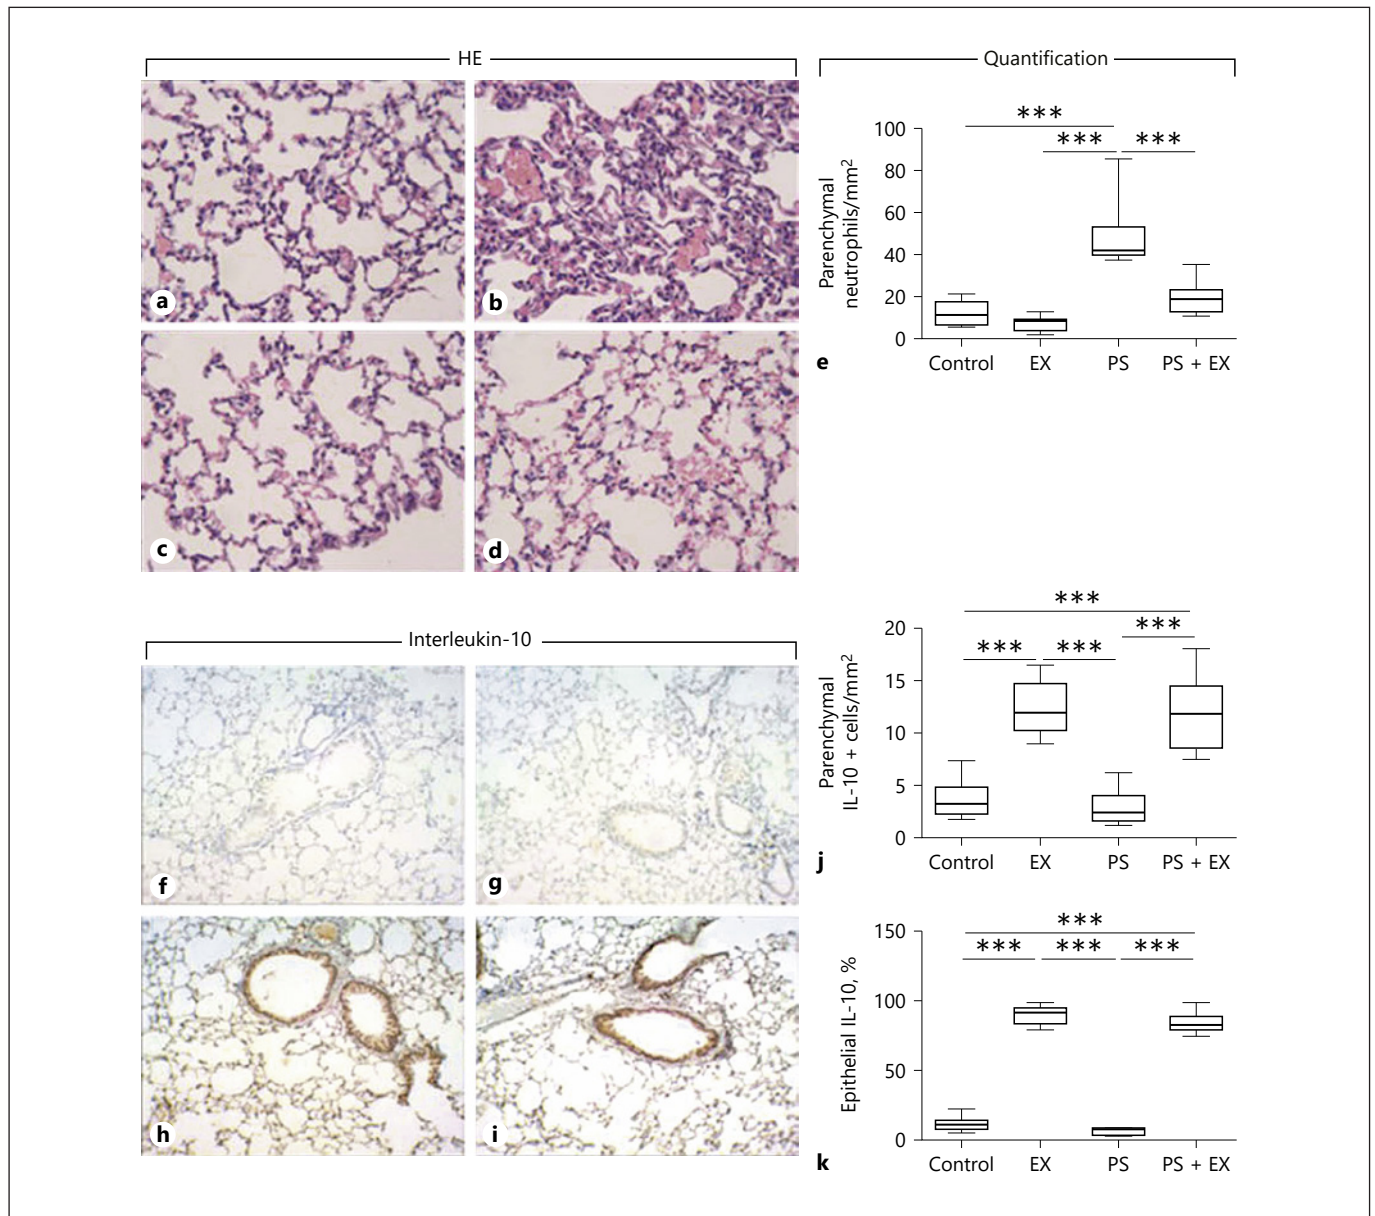 HE
Quantification
a
b
c
d
Parenchymal
neutrophils/mm²
100
80
60
40
20
0
***
***
***
Control EX PS PS + EX
e
Interleukin-10
f
g
h
i
Parenchymal
IL-10 + cells/mm²
20
15
10
5
0
***
***
***
***
Control EX PS PS + EX
j
Epithelial IL-10, %
150
100
50
0
***
***
***
***
Control EX PS PS + EX
k